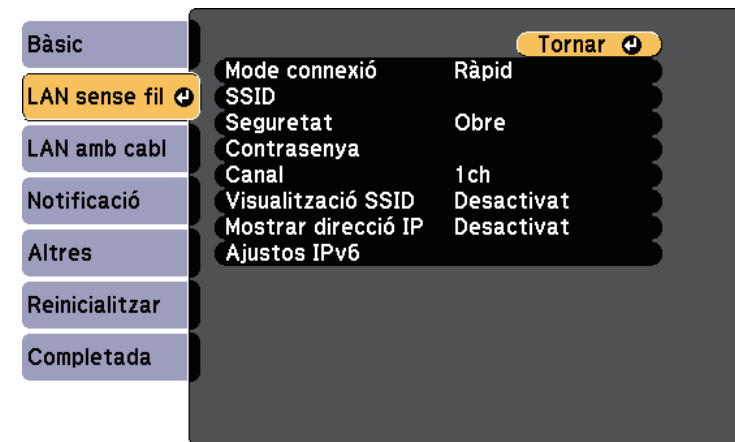 Bàsic
LAN sense fil
LAN amb cabl
Notificació
Altres
Reinicialitzar
Completada
Tornar
Mode connexió Ràpid
SSID
Seguretat Obre
Contrasenya
Canal 1ch
Visualització SSID Desactivat
Mostrar direcció IP Desactivat
Ajustos IPv6